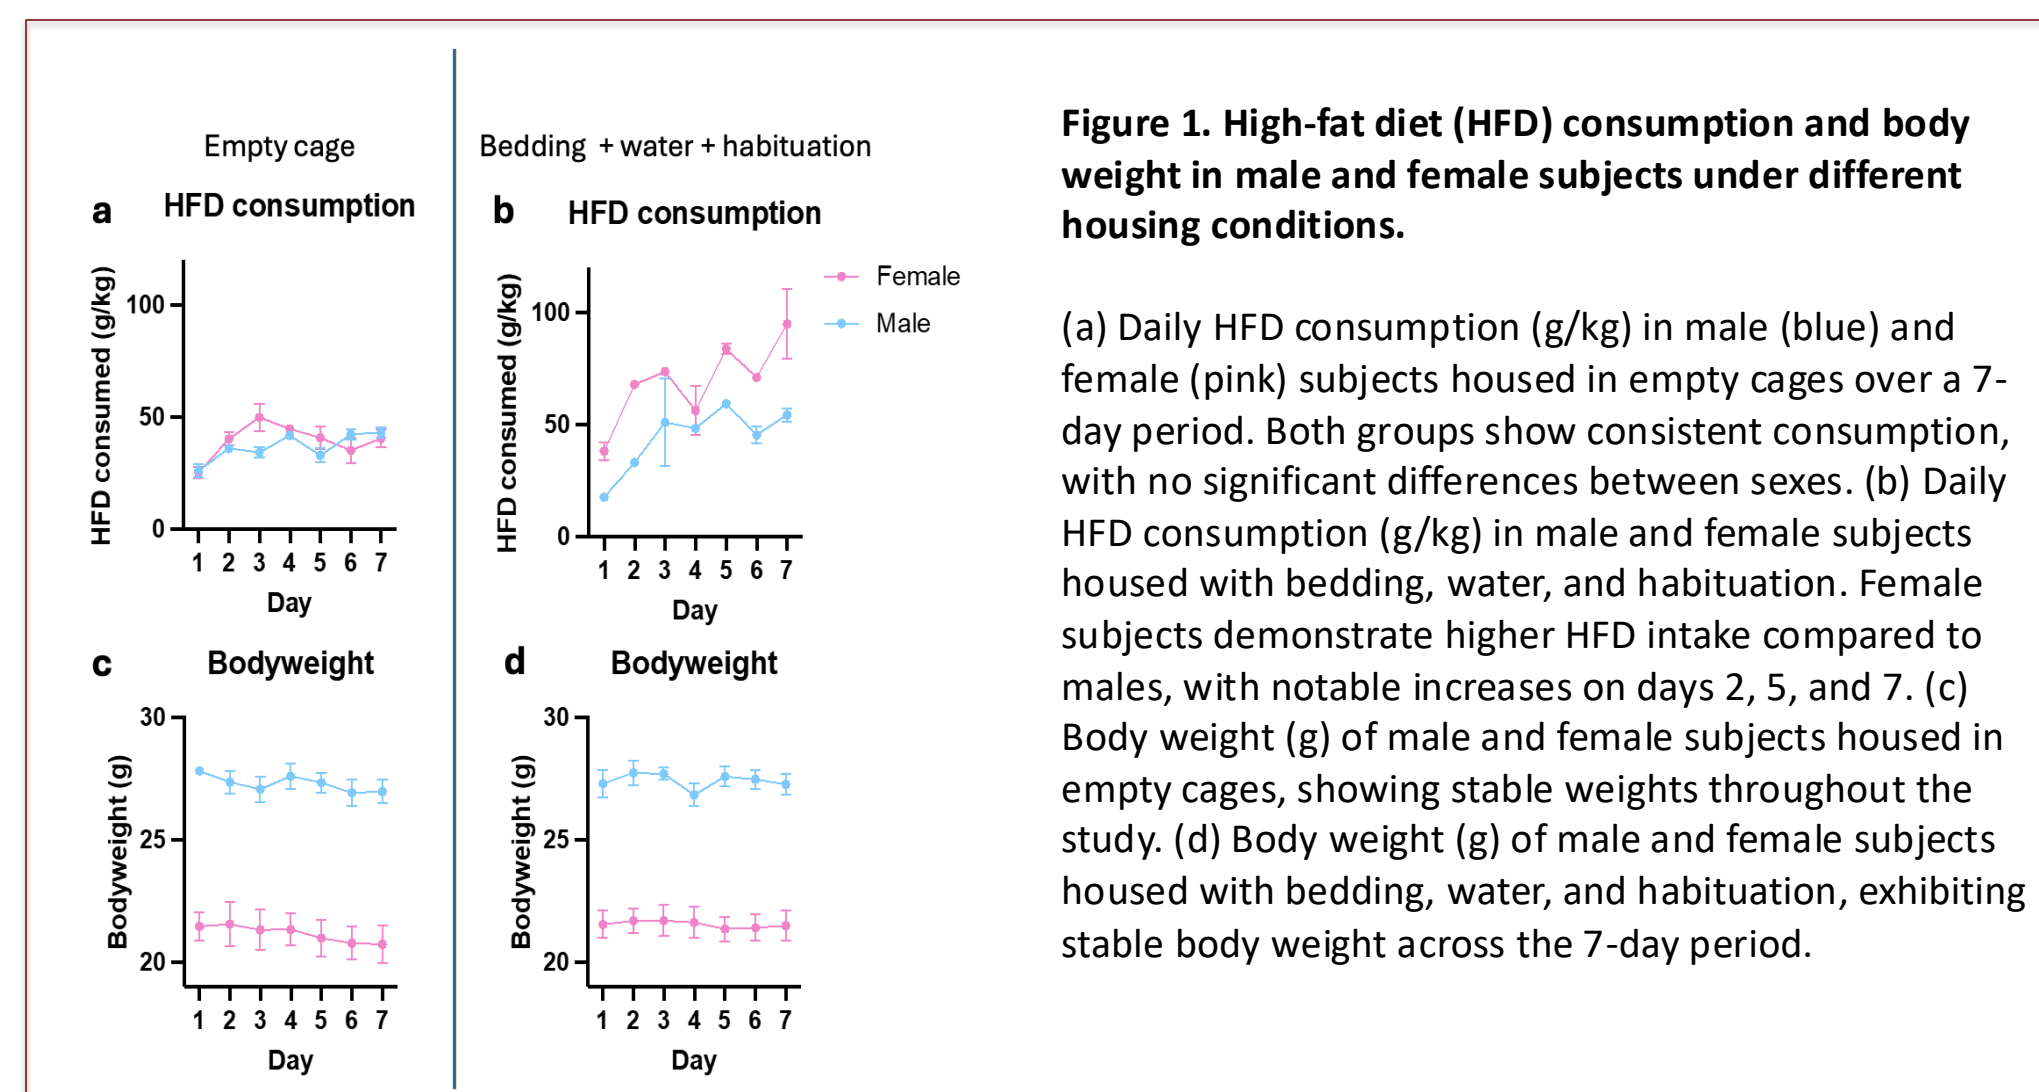 Empty cage
Bedding + water + habituation
a HFD consumption
HFD consumed (g/kg)
100
50
0
1 2 3 4 5 6 7
Day
b HFD consumption
HFD consumed (g/kg)
100
50
0
1 2 3 4 5 6 7
Day
Female
Male
c Bodyweight
Bodyweight (g)
30
25
20
1 2 3 4 5 6 7
Day
d Bodyweight
Bodyweight (g)
30
25
20
1 2 3 4 5 6 7
Day
Figure 1. High-fat diet (HFD) consumption and body
weight in male and female subjects under different
housing conditions.
(a) Daily HFD consumption (g/kg) in male (blue) and
female (pink) subjects housed in empty cages over a 7-
day period. Both groups show consistent consumption,
with no significant differences between sexes. (b) Daily
HFD consumption (g/kg) in male and female subjects
housed with bedding, water, and habituation. Female
subjects demonstrate higher HFD intake compared to
males, with notable increases on days 2, 5, and 7. (c)
Body weight (g) of male and female subjects housed in
empty cages, showing stable weights throughout the
study. (d) Body weight (g) of male and female subjects
housed with bedding, water, and habituation, exhibiting
stable body weight across the 7-day period.